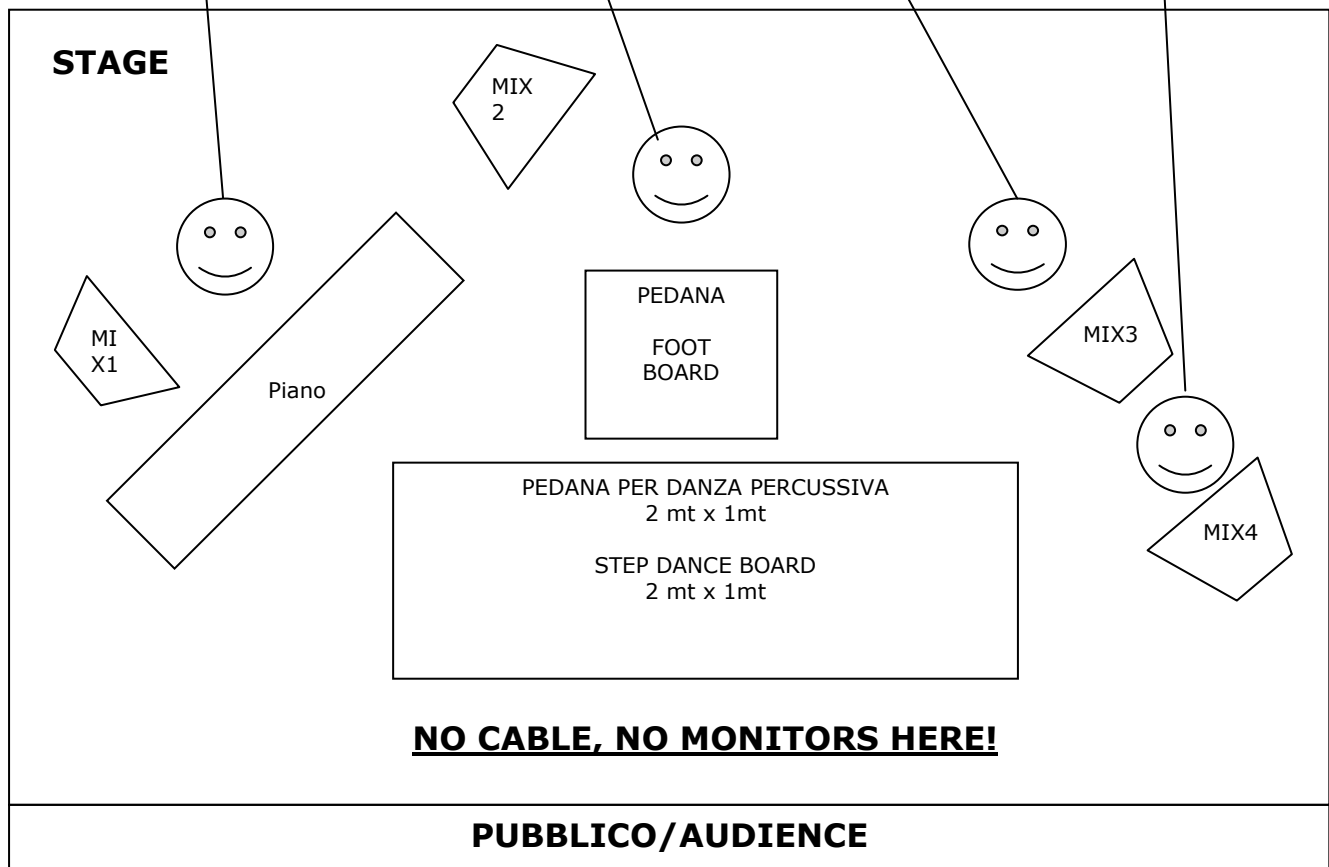 STAGE
MIX
2
MI
X1
Piano
PEDANA
FOOT
BOARD
MIX3
MIX4
PEDANA PER DANZA PERCUSSIVA
2 mt x 1mt
STEP DANCE BOARD
2 mt x 1mt
NO CABLE, NO MONITORS HERE!
PUBBLICO/AUDIENCE